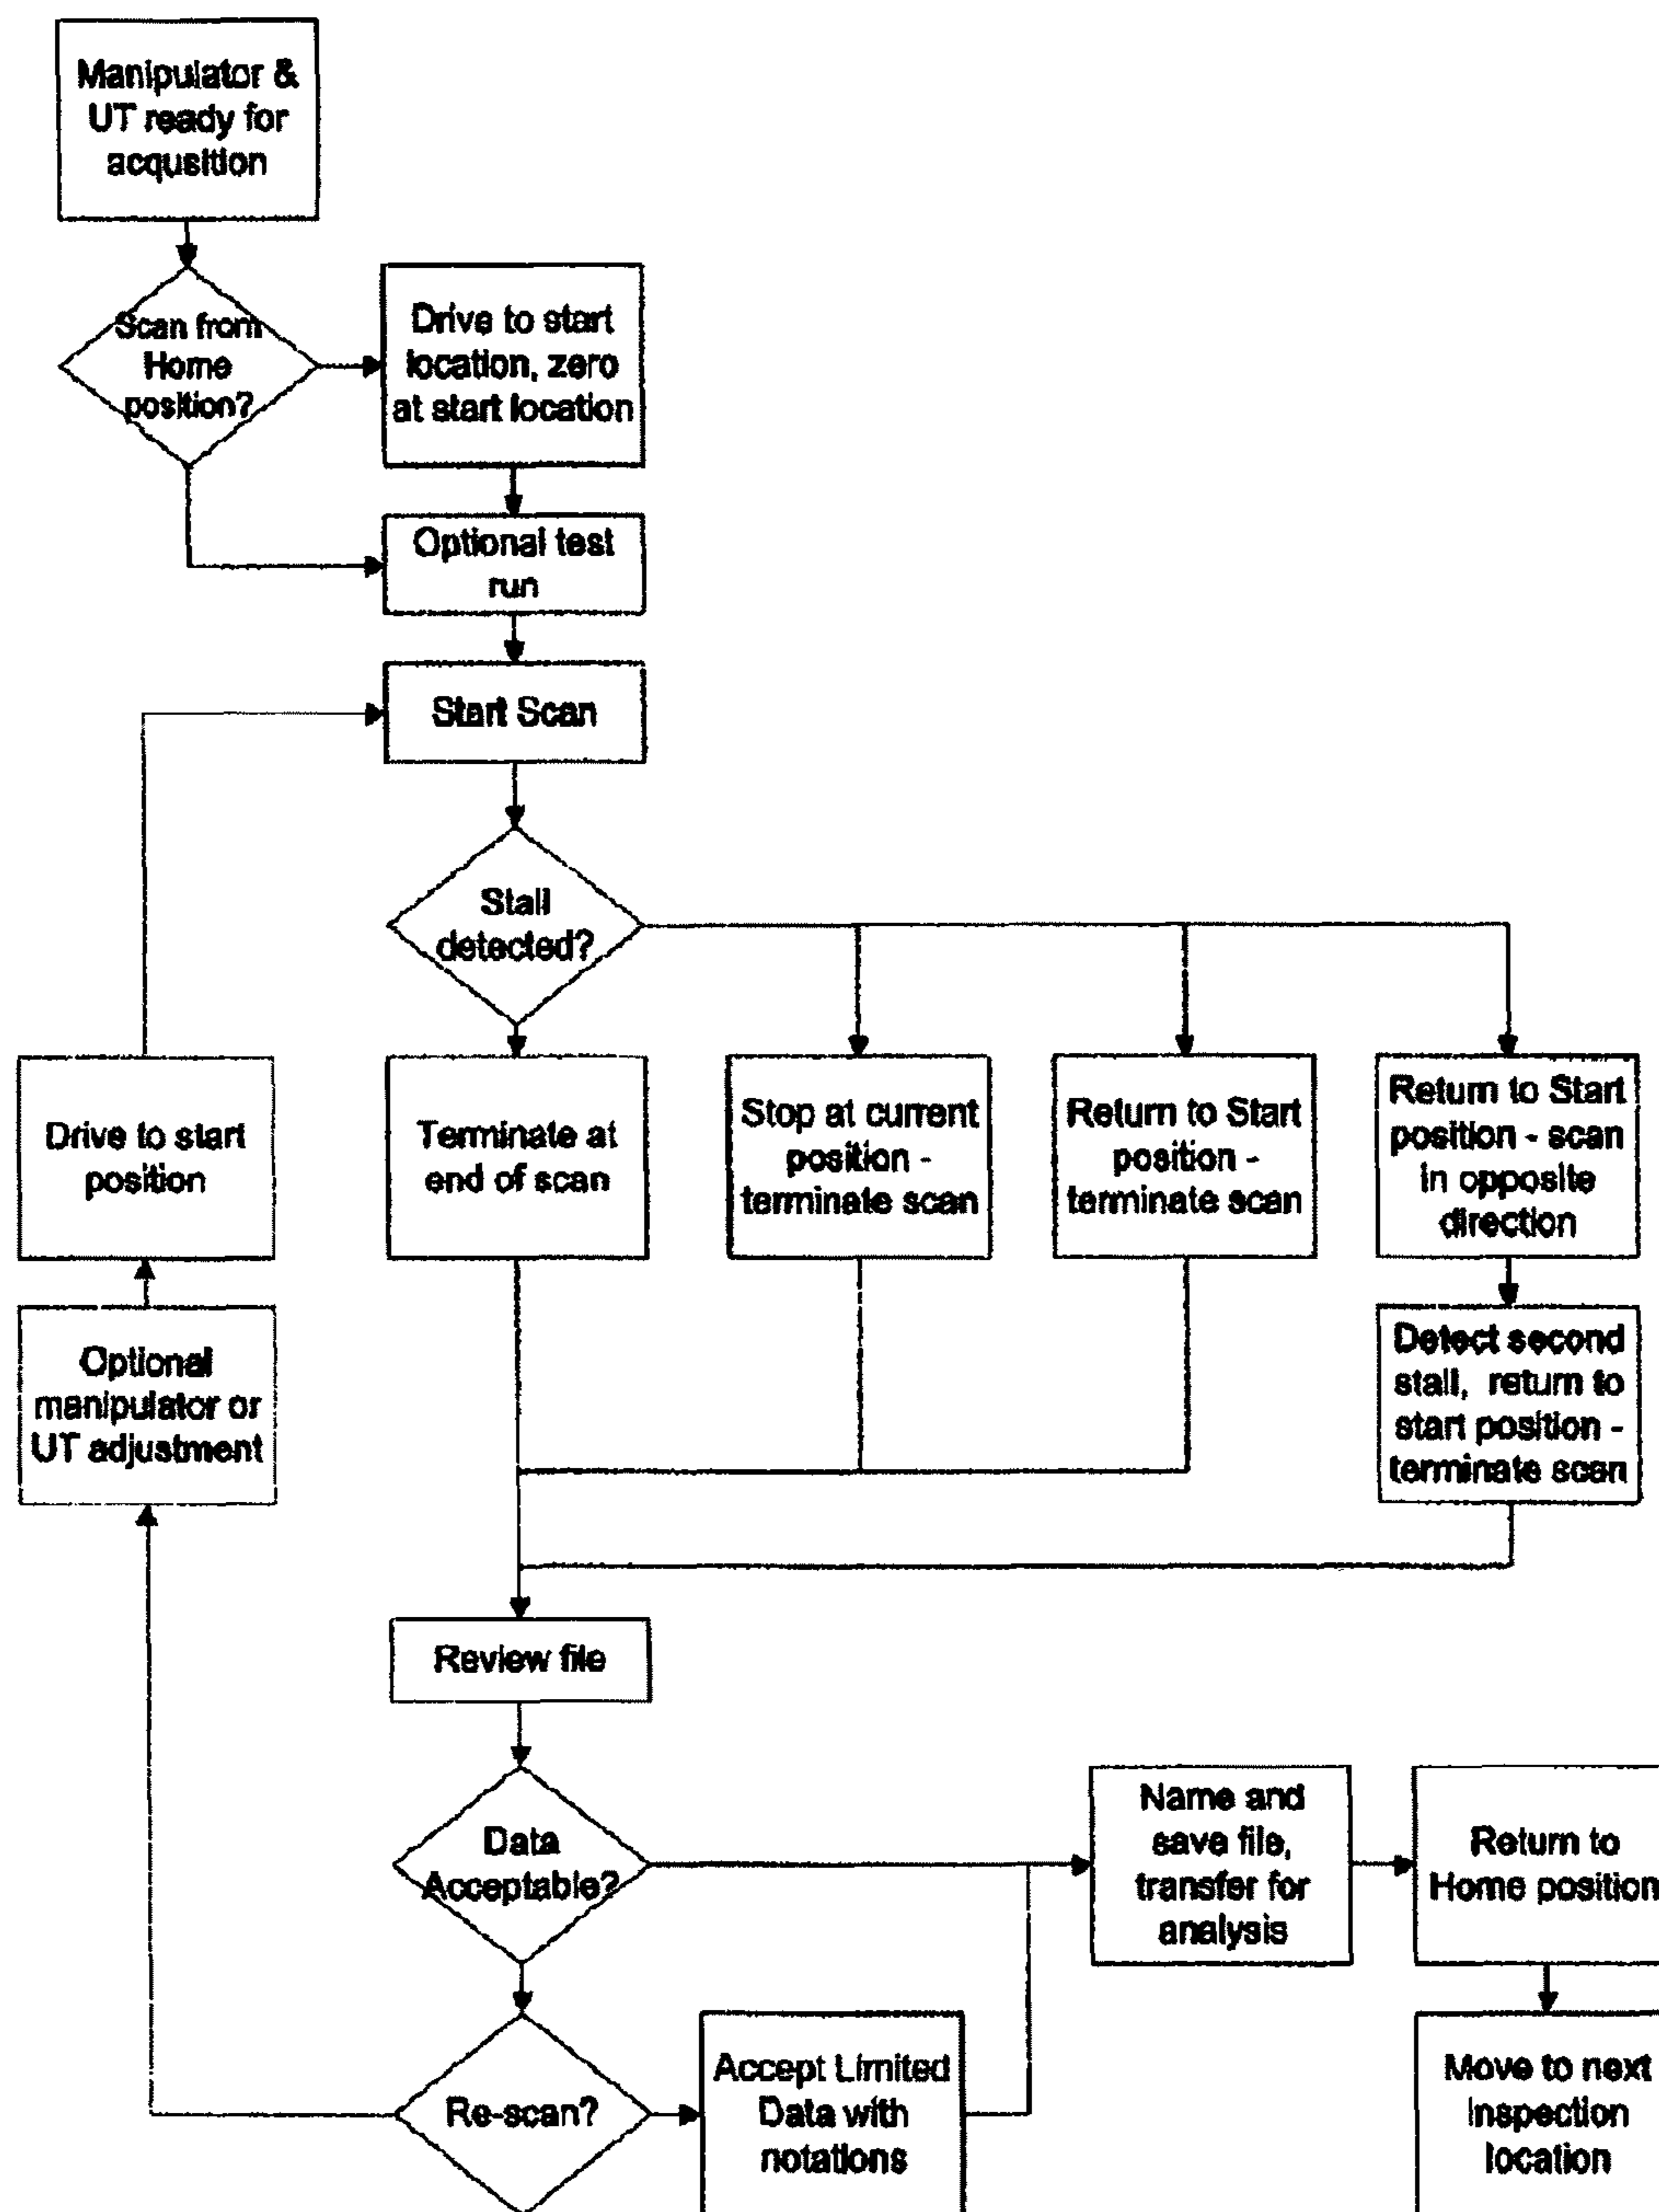 Manipulator &
UT ready for
acqusition
Scan from
Home
position?
Drive to start
location, zero
at start location
Optional test
run
Start Scan
Stall
detected?
Drive to start
position
Terminate at
end of scan
Stop at current
position -
terminate scan
Return to Start
position -
terminate scan
Return to Start
position - scan
in opposite
direction
Optional
manipulator or
UT adjustment
Detect second
stall, return to
start position -
terminate scan
Review file
Data
Acceptable?
Name and
save file,
transfer for
analysis
Return to
Home position
Re-scan?
Accept Limited
Data with
notations
Move to next
inspection
location